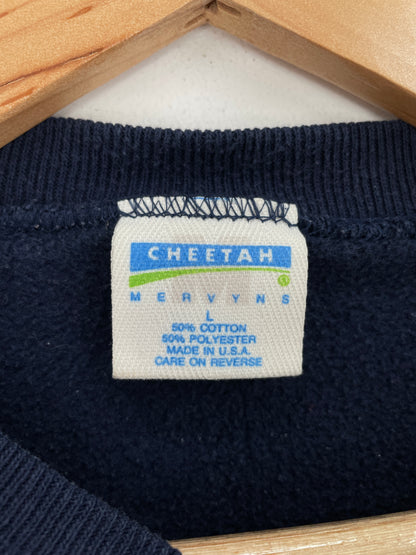 CHEETAH
®
MERVYNS
L
50% COTTON
50% POLYESTER
MADE IN U.S.A.
CARE ON REVERSE